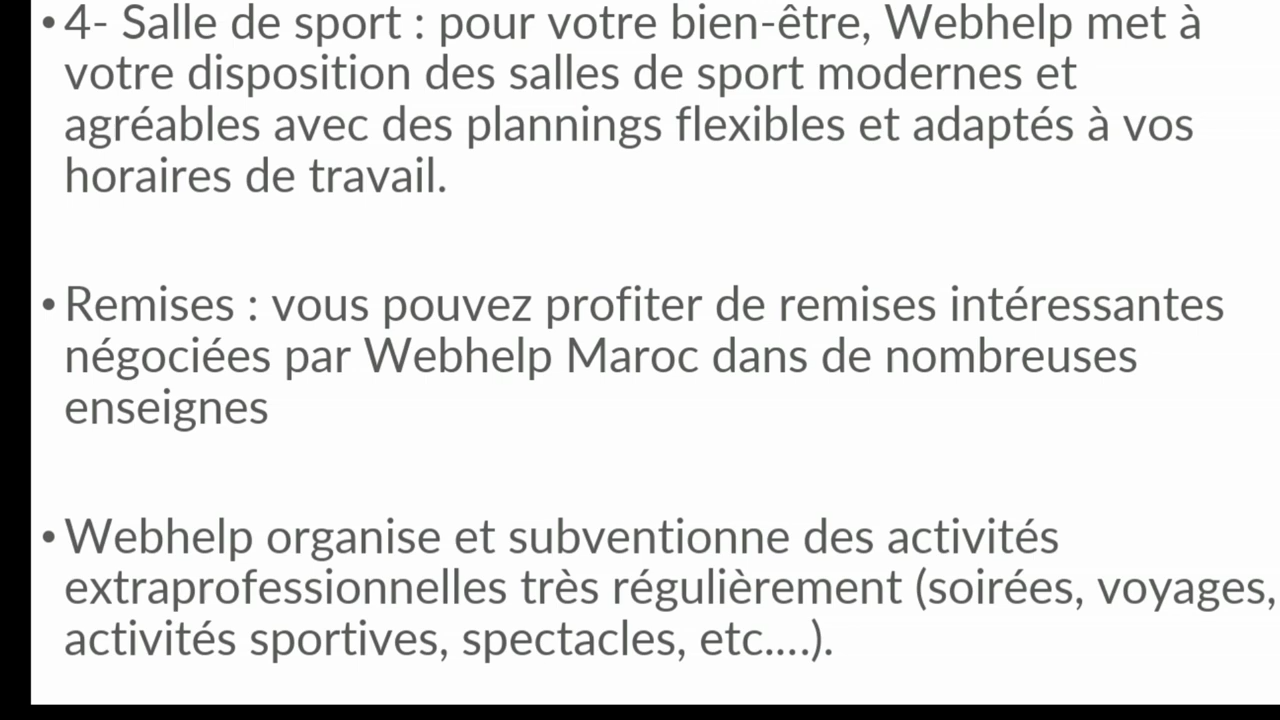 • 4- Salle de sport : pour votre bien-être, Webhelp met à
votre disposition des salles de sport modernes et
agréables avec des plannings flexibles et adaptés à vos
horaires de travail.
• Remises : vous pouvez profiter de remises intéressantes
négociées par Webhelp Maroc dans de nombreuses
enseignes
• Webhelp organise et subventionne des activités
extraprofessionnelles très régulièrement (soirées, voyages,
activités sportives, spectacles, etc....).